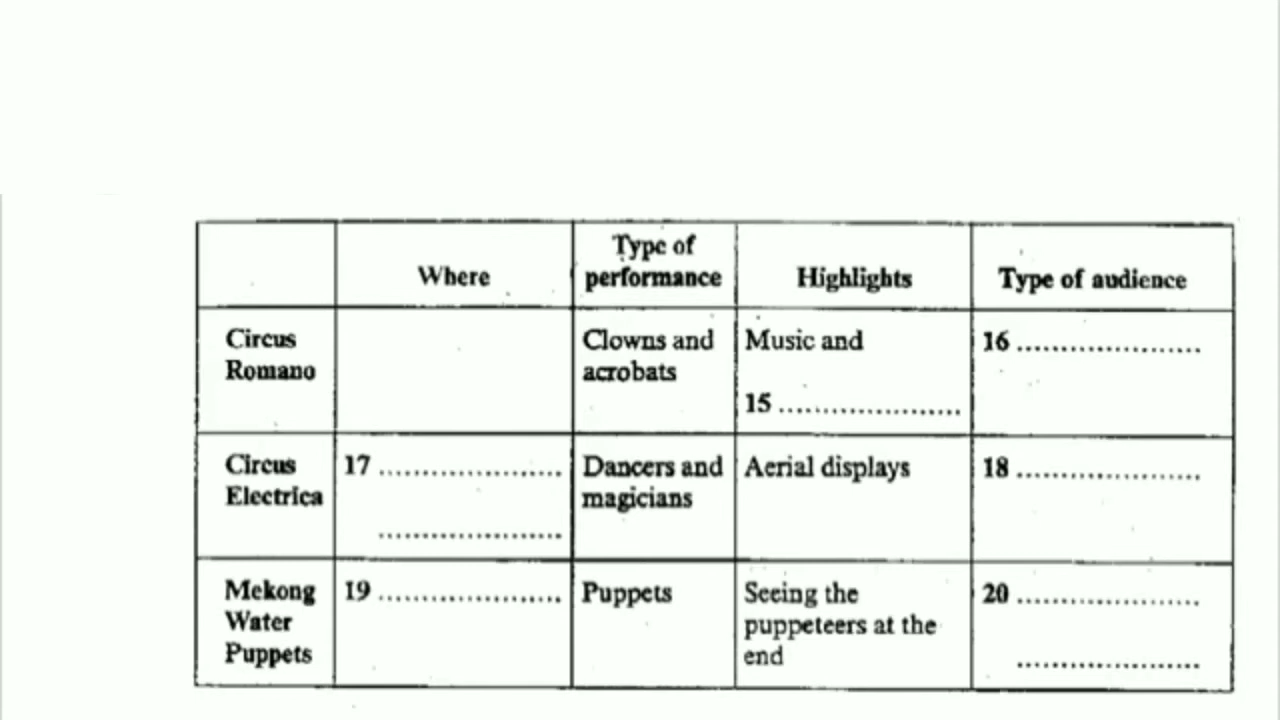 Where
Type of
performance
Highlights
Type of audience
Circus
Romano
Clowns and
acrobats
Music and
15 ......................
16 ......................
Circus
Electrica
17 ......................
......................
Dancers and
magicians
Aerial displays
18 ......................
Mekong
Water
Puppets
19 ......................
Puppets
Seeing the
puppeteers at the
end
20 ......................
......................